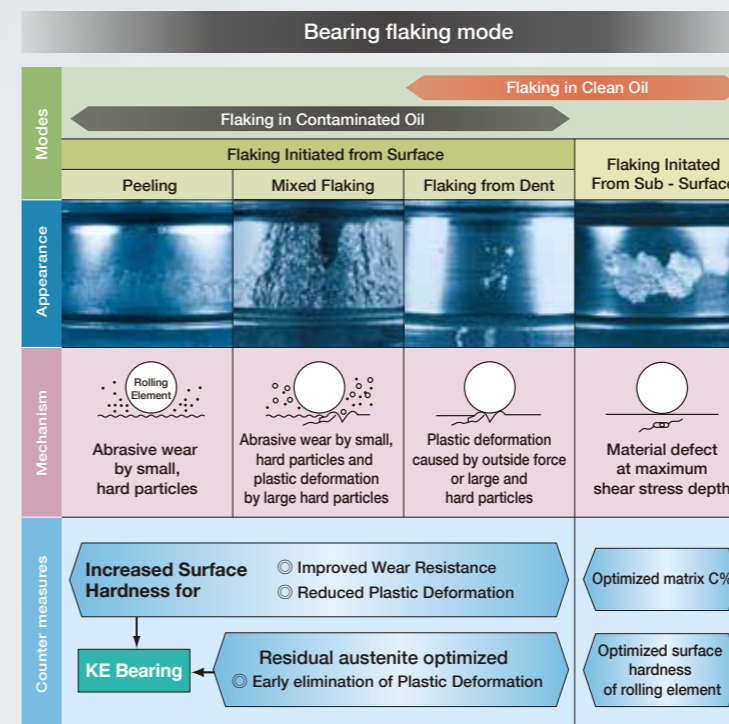 Bearing flaking mode
Modes
Flaking in Clean Oil
Flaking in Contaminated Oil
Flaking Initiated from Surface
Flaking Initated
From Sub - Surface
Peeling
Mixed Flaking
Flaking from Dent
Appearance
Mechanism
Rolling
Element
Abrasive wear
by small,
hard particles
Abrasive wear by small,
hard particles and
plastic deformation
by large hard particles
Plastic deformation
caused by outside force
or large and
hard particles
Material defect
at maximum
shear stress depth
Counter measures
Increased Surface
Hardness for
◎ Improved Wear Resistance
◎ Reduced Plastic Deformation
Optimized matrix C%
KE Bearing
Residual austenite optimized
◎ Early elimination of Plastic Deformation
Optimized surface
hardness
of rolling element